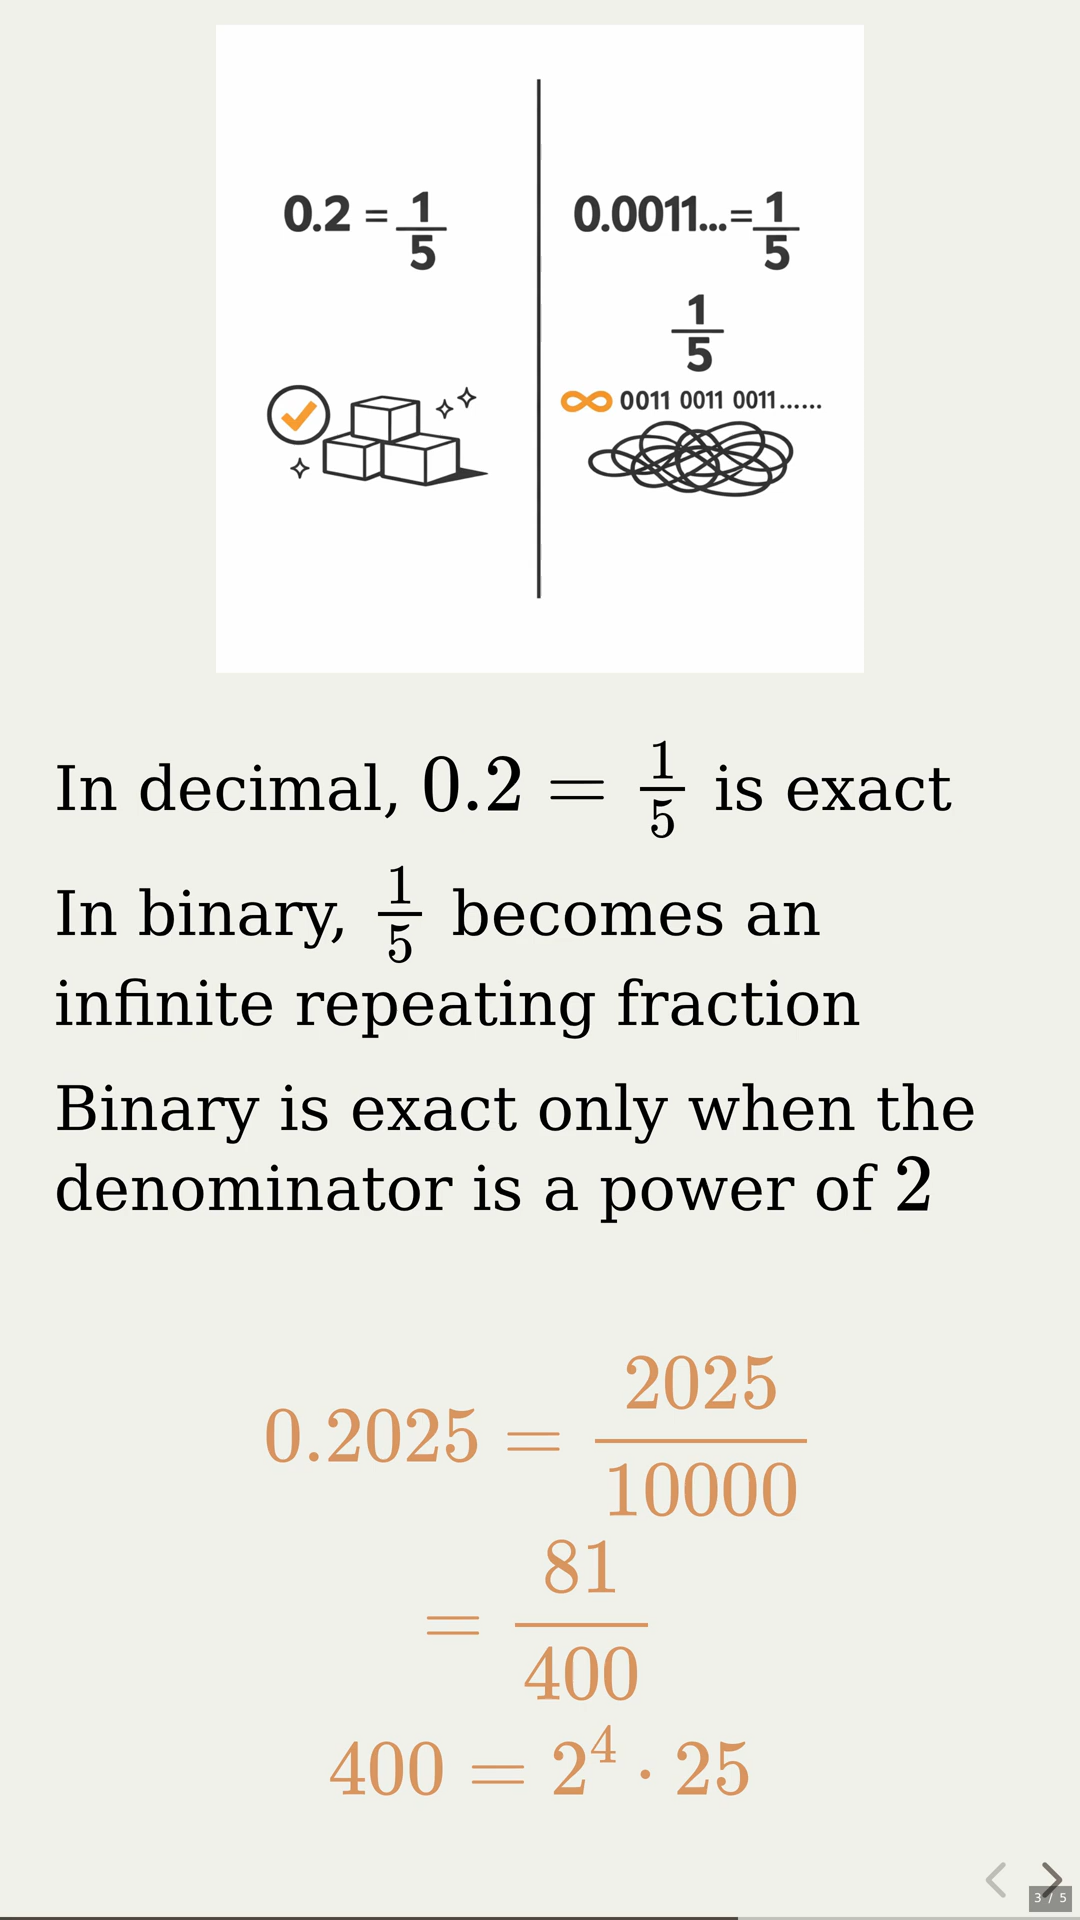 0.2 = 1/5
0.0011...= 1/5
1/5
∞ 0011 0011 0011......
In decimal, 0.2 = 1/5 is exact
In binary, 1/5 becomes an
infinite repeating fraction
Binary is exact only when the
denominator is a power of 2
0.2025 = 2025/10000
= 81/400
400 = 2⁴ · 25
3 / 5